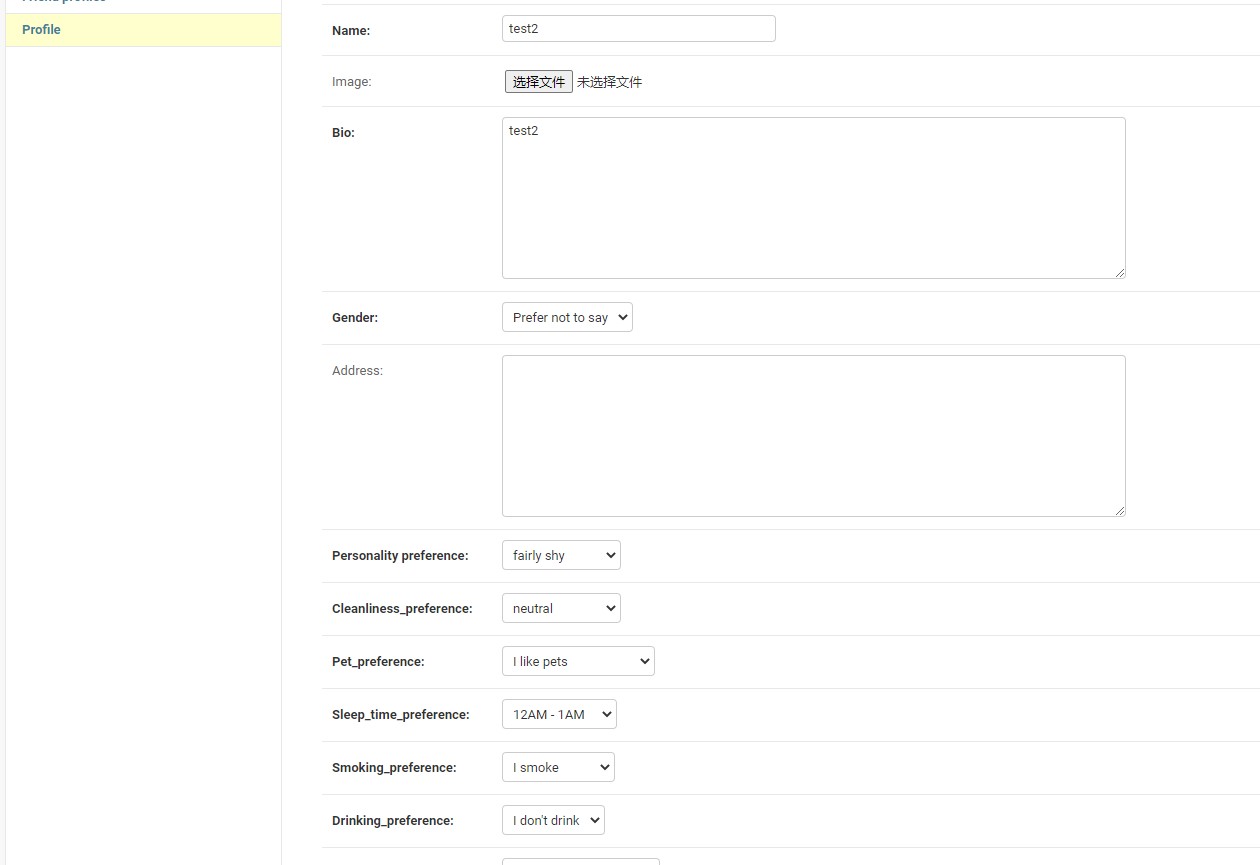 Friend profiles
Profile
Name:
test2
Image:
选择文件 未选择文件
Bio:
test2
Gender:
Prefer not to say
Address:
Personality preference:
fairly shy
Cleanliness_preference:
neutral
Pet_preference:
I like pets
Sleep_time_preference:
12AM - 1AM
Smoking_preference:
I smoke
Drinking_preference:
I don't drink